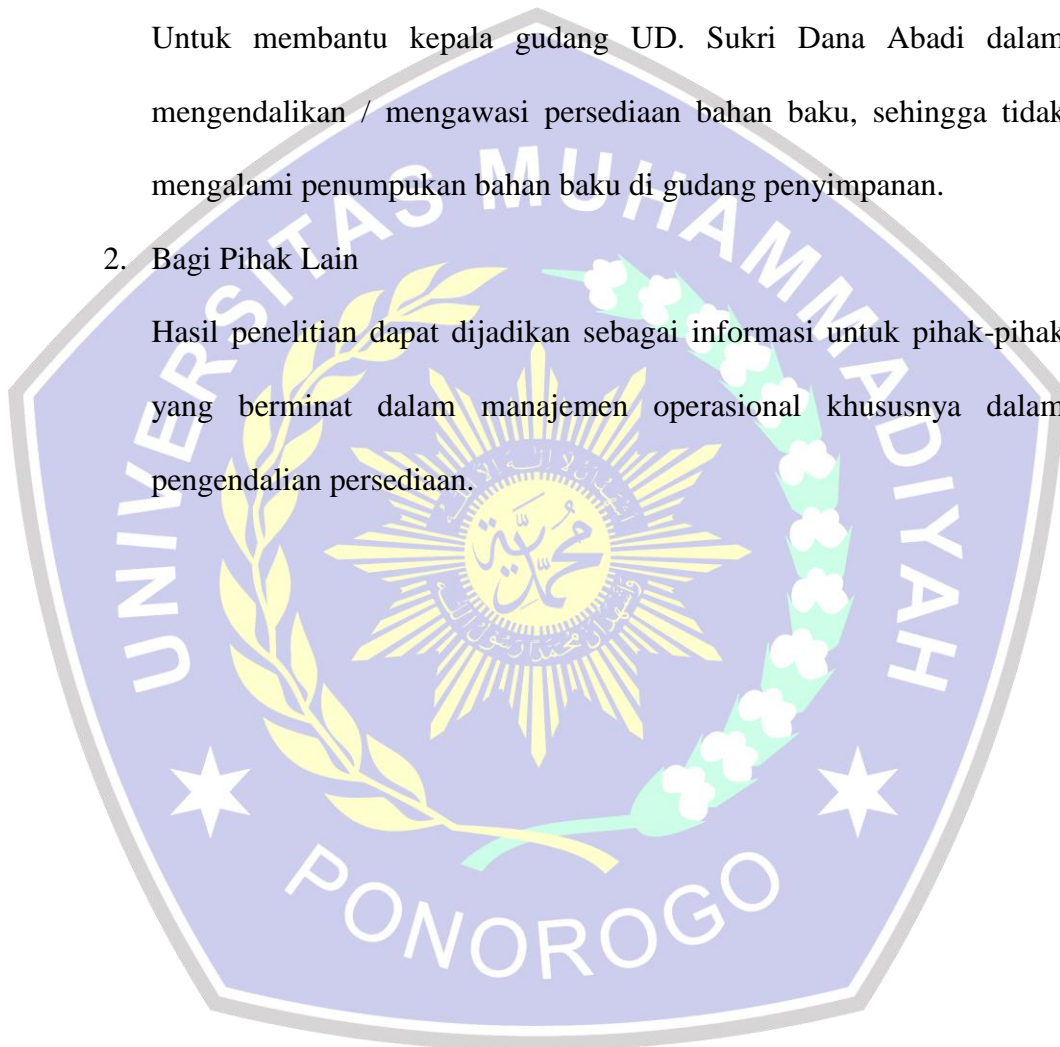 Untuk membantu kepala gudang UD. Sukri Dana Abadi dalam
mengendalikan / mengawasi persediaan bahan baku, sehingga tidak
mengalami penumpukan bahan baku di gudang penyimpanan.
2. Bagi Pihak Lain
Hasil penelitian dapat dijadikan sebagai informasi untuk pihak-pihak
yang berminat dalam manajemen operasional khususnya dalam
pengendalian persediaan.
UNIVERSITAS MUHAMMADIYAH
PONOROGO